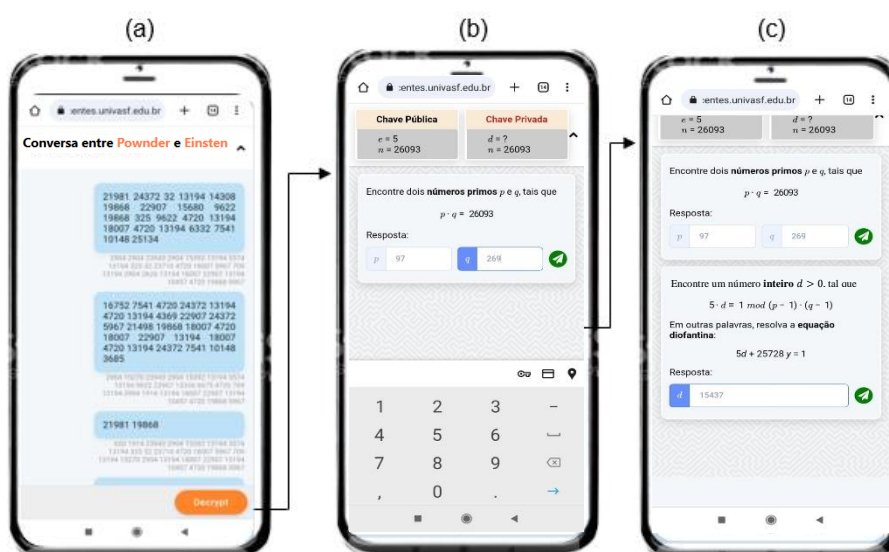 (a)
(b)
(c)
:entes.univasf.edu.br
Conversa entre Pownder e Einsten
21981 24372 32 13194 14308
19868 22907 15680 9622
19868 325 9622 4720 13194
18007 4720 13194 6332 7541
10148 25134
16752 7541 4720 24372 13194
4720 13194 4369 22907 24372
5967 21498 19868 18007 4720
18007 22907 13194 18007
4720 13194 24372 7541 10148
3685
21981 19868
Decrypt
:entes.univasf.edu.br
Chave Pública
e = 5
n = 26093
Chave Privada
d = ?
n = 26093
Encontre dois números primos p e q, tais que
p · q = 26093
Resposta:
p 97
q 269
1 2 3 –
4 5 6
7 8 9
, 0 .
:entes.univasf.edu.br
e = 5
n = 26093
d = ?
n = 26093
Encontre dois números primos p e q, tais que
p · q = 26093
Resposta:
p 97
q 269
Encontre um número inteiro d > 0. tal que
5 · d = 1 mod (p − 1) · (q − 1)
Em outras palavras, resolva a equação
diofantina:
5d + 25728 y = 1
Resposta:
d 15437